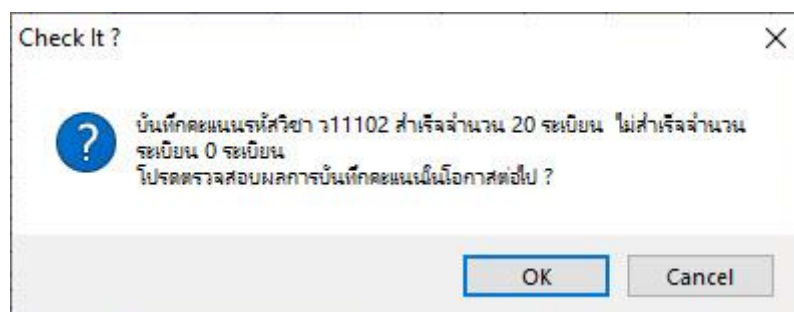 Check It ?
บันทึกคะแนนรหัสวิชา ว11102 สำเร็จจำนวน 20 ระเบียน ไม่สำเร็จจำนวน
ระเบียน 0 ระเบียน
โปรดตรวจสอบผลการบันทึกคะแนนในโอกาสต่อไป ?
OK
Cancel